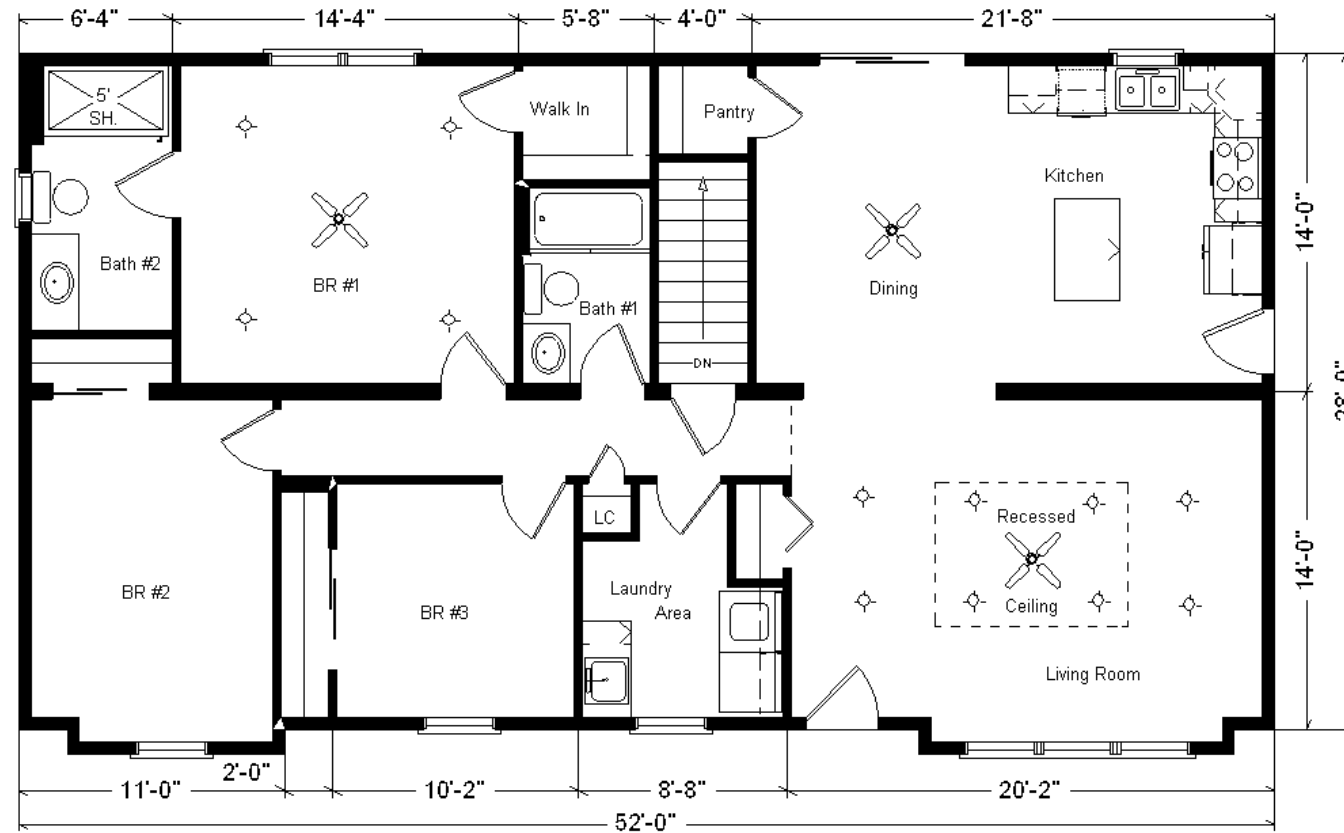 6'-4"
14'-4"
5'-8"
4'-0"
21'-8"
5'
SH.
Walk In
Pantry
Kitchen
14'-0"
Bath #2
BR #1
Bath #1
Dining
DN
28'-0"
LC
Recessed
Ceiling
14'-0"
BR #2
BR #3
Laundry
Area
Living Room
2'-0"
11'-0"
10'-2"
8'-8"
20'-2"
52'-0"